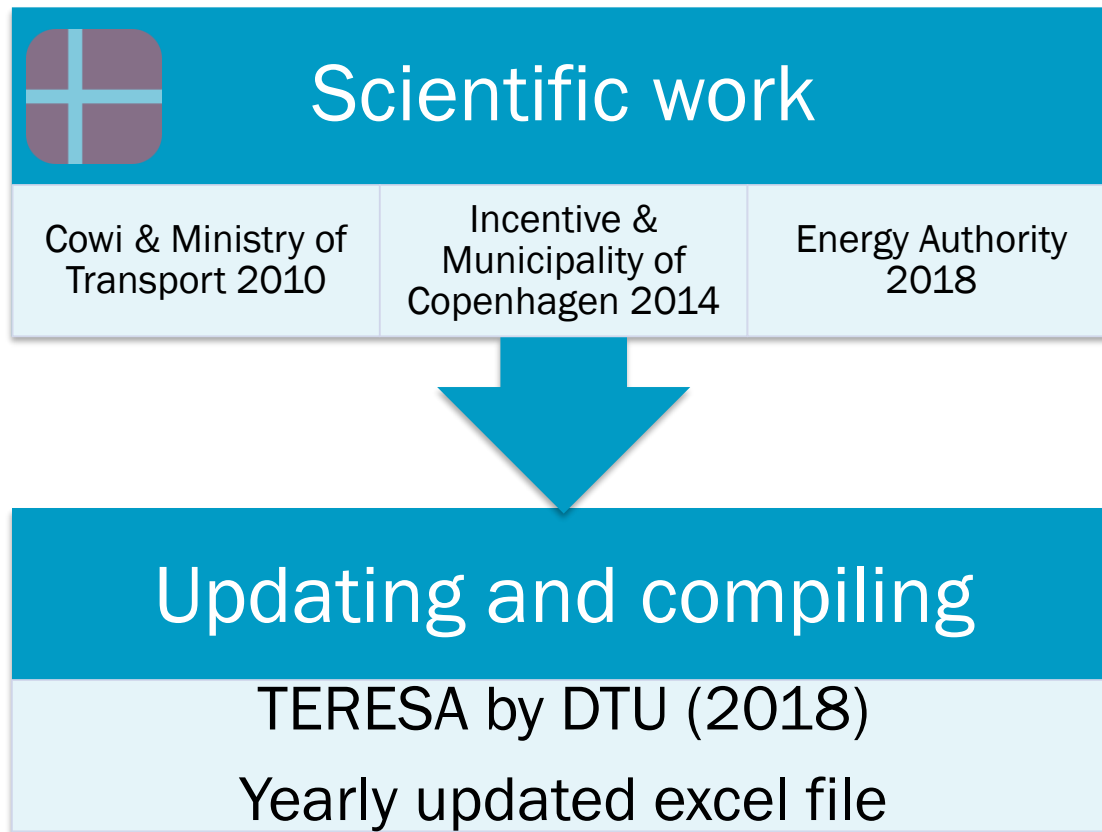 Scientific work
Cowi & Ministry of
Transport 2010
Incentive &
Municipality of
Copenhagen 2014
Energy Authority
2018
Updating and compiling
TERESA by DTU (2018)
Yearly updated excel file